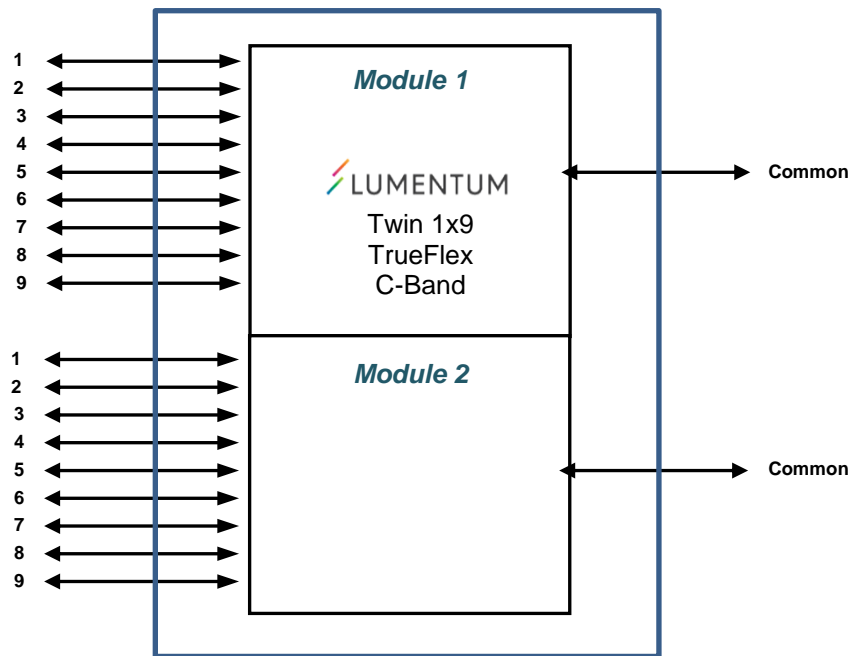 1
2
3
4
5
6
7
8
9
Module 1
LUMENTUM
Twin 1x9
TrueFlex
C-Band
Common
1
2
3
4
5
6
7
8
9
Module 2
Common